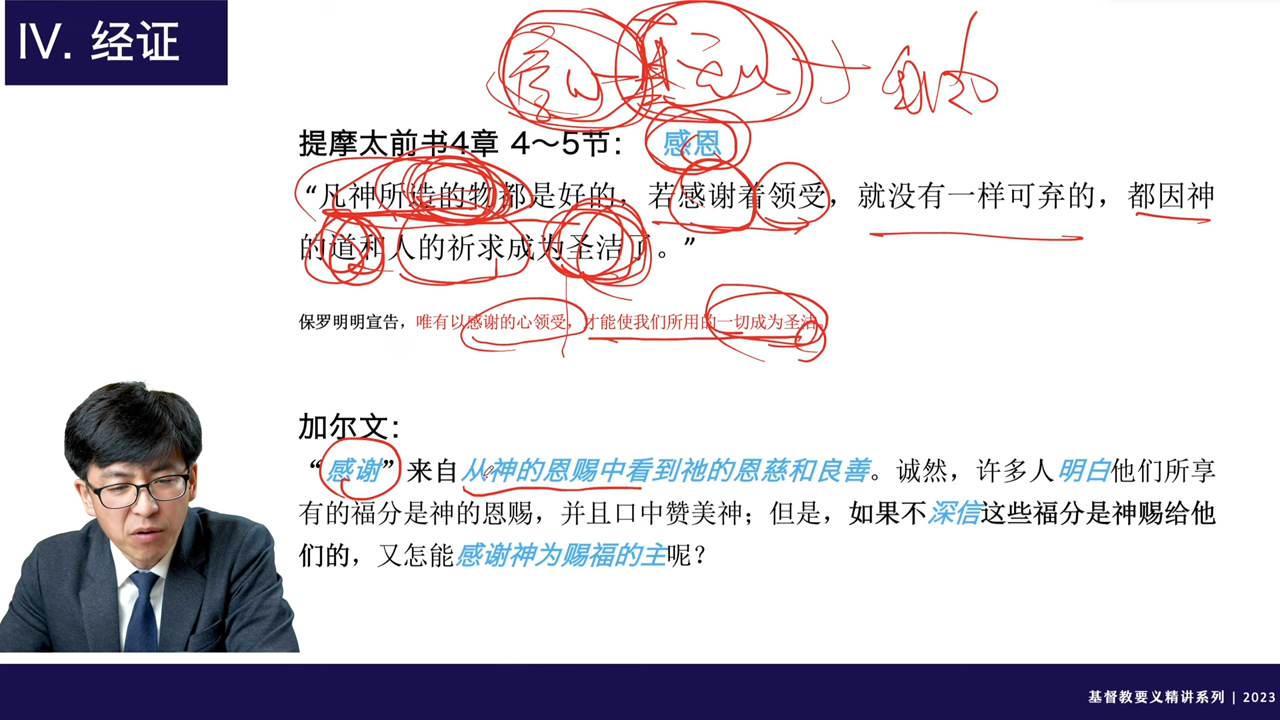 IV. 经证
提摩太前书4章 4～5节： 感恩
“凡神所造的物都是好的，若感谢着领受，就没有一样可弃的，都因神
的道和人的祈求成为圣洁了。”
保罗明明宣告，唯有以感谢的心领受，才能使我们所用的一切成为圣洁。
加尔文：
“感谢”来自从神的恩赐中看到祂的恩慈和良善。诚然，许多人明白他们所享
有的福分是神的恩赐，并且口中赞美神；但是，如果不深信这些福分是神赐给他
们的，又怎能感谢神为赐福的主呢？
基督教要义精讲系列 | 2023